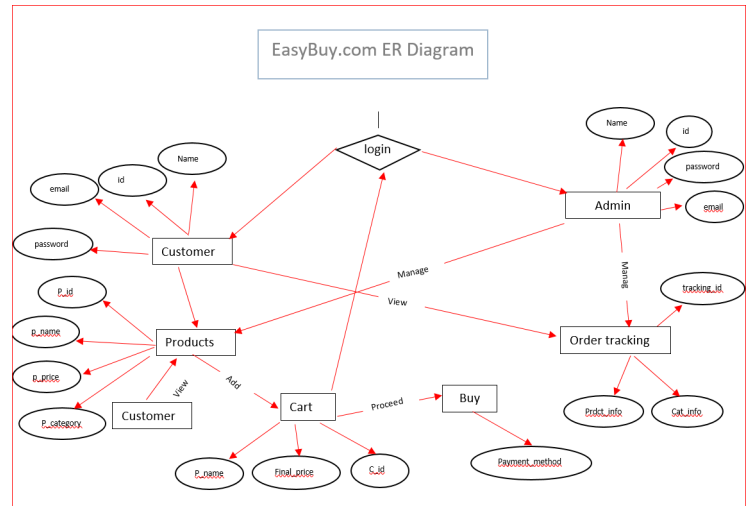 EasyBuy.com ER Diagram
login
Name
id
password
email
Admin
Name
id
email
password
Customer
Manage
View
Manag
P_id
p_name
p_price
P_category
Products
tracking_id
Order tracking
View
Customer
Add
Cart
Proceed
Buy
Prdct_info
Cat_info
P_name
Final_price
C_id
Payment_method